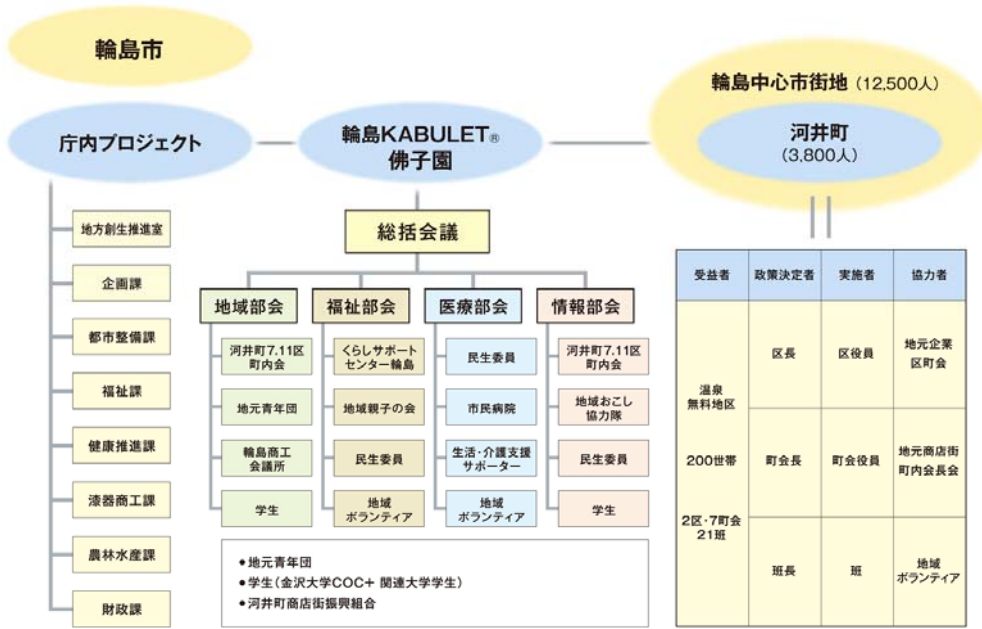 輪島市
庁内プロジェクト
地方創生推進室
企画課
都市整備課
福祉課
健康推進課
漆器商工課
農林水産課
財政課
輪島KABULET®
佛子園
総括会議
地域部会
河井町7.11区
町内会
地元青年団
輪島商工
会議所
学生
福祉部会
くらしサポート
センター輪島
地域親子の会
民生委員
地域
ボランティア
医療部会
民生委員
市民病院
生活・介護支援
サポーター
地域
ボランティア
情報部会
河井町7.11区
町内会
地域おこし
協力隊
民生委員
学生
◆地元青年団
◆学生(金沢大学COC+ 関連大学学生)
◆河井町商店街振興組合
輪島中心市街地 (12,500人)
河井町
(3,800人)
受益者 政策決定者 実施者 協力者
温泉
無料地区
200世帯
2区・7町会
21班
区長 区役員 地元企業
区町会
町会長 町会役員 地元商店街
町内会長会
班長 班 地域
ボランティア